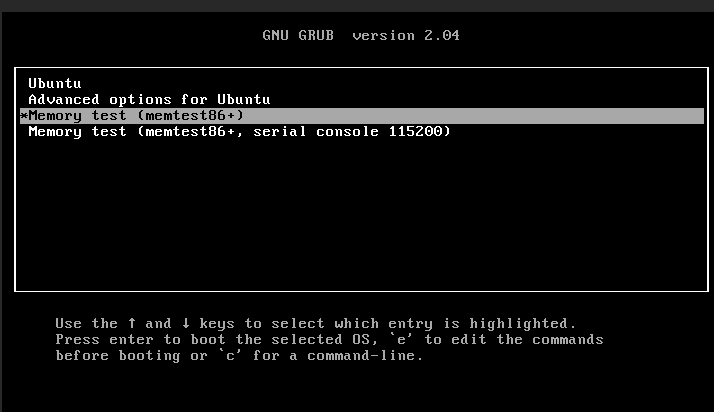 GNU GRUB  version 2.04
Ubuntu
Advanced options for Ubuntu
*Memory test (memtest86+)
Memory test (memtest86+, serial console 115200)
Use the ↑ and ↓ keys to select which entry is highlighted.
Press enter to boot the selected OS, `e' to edit the commands
before booting or `c' for a command-line.